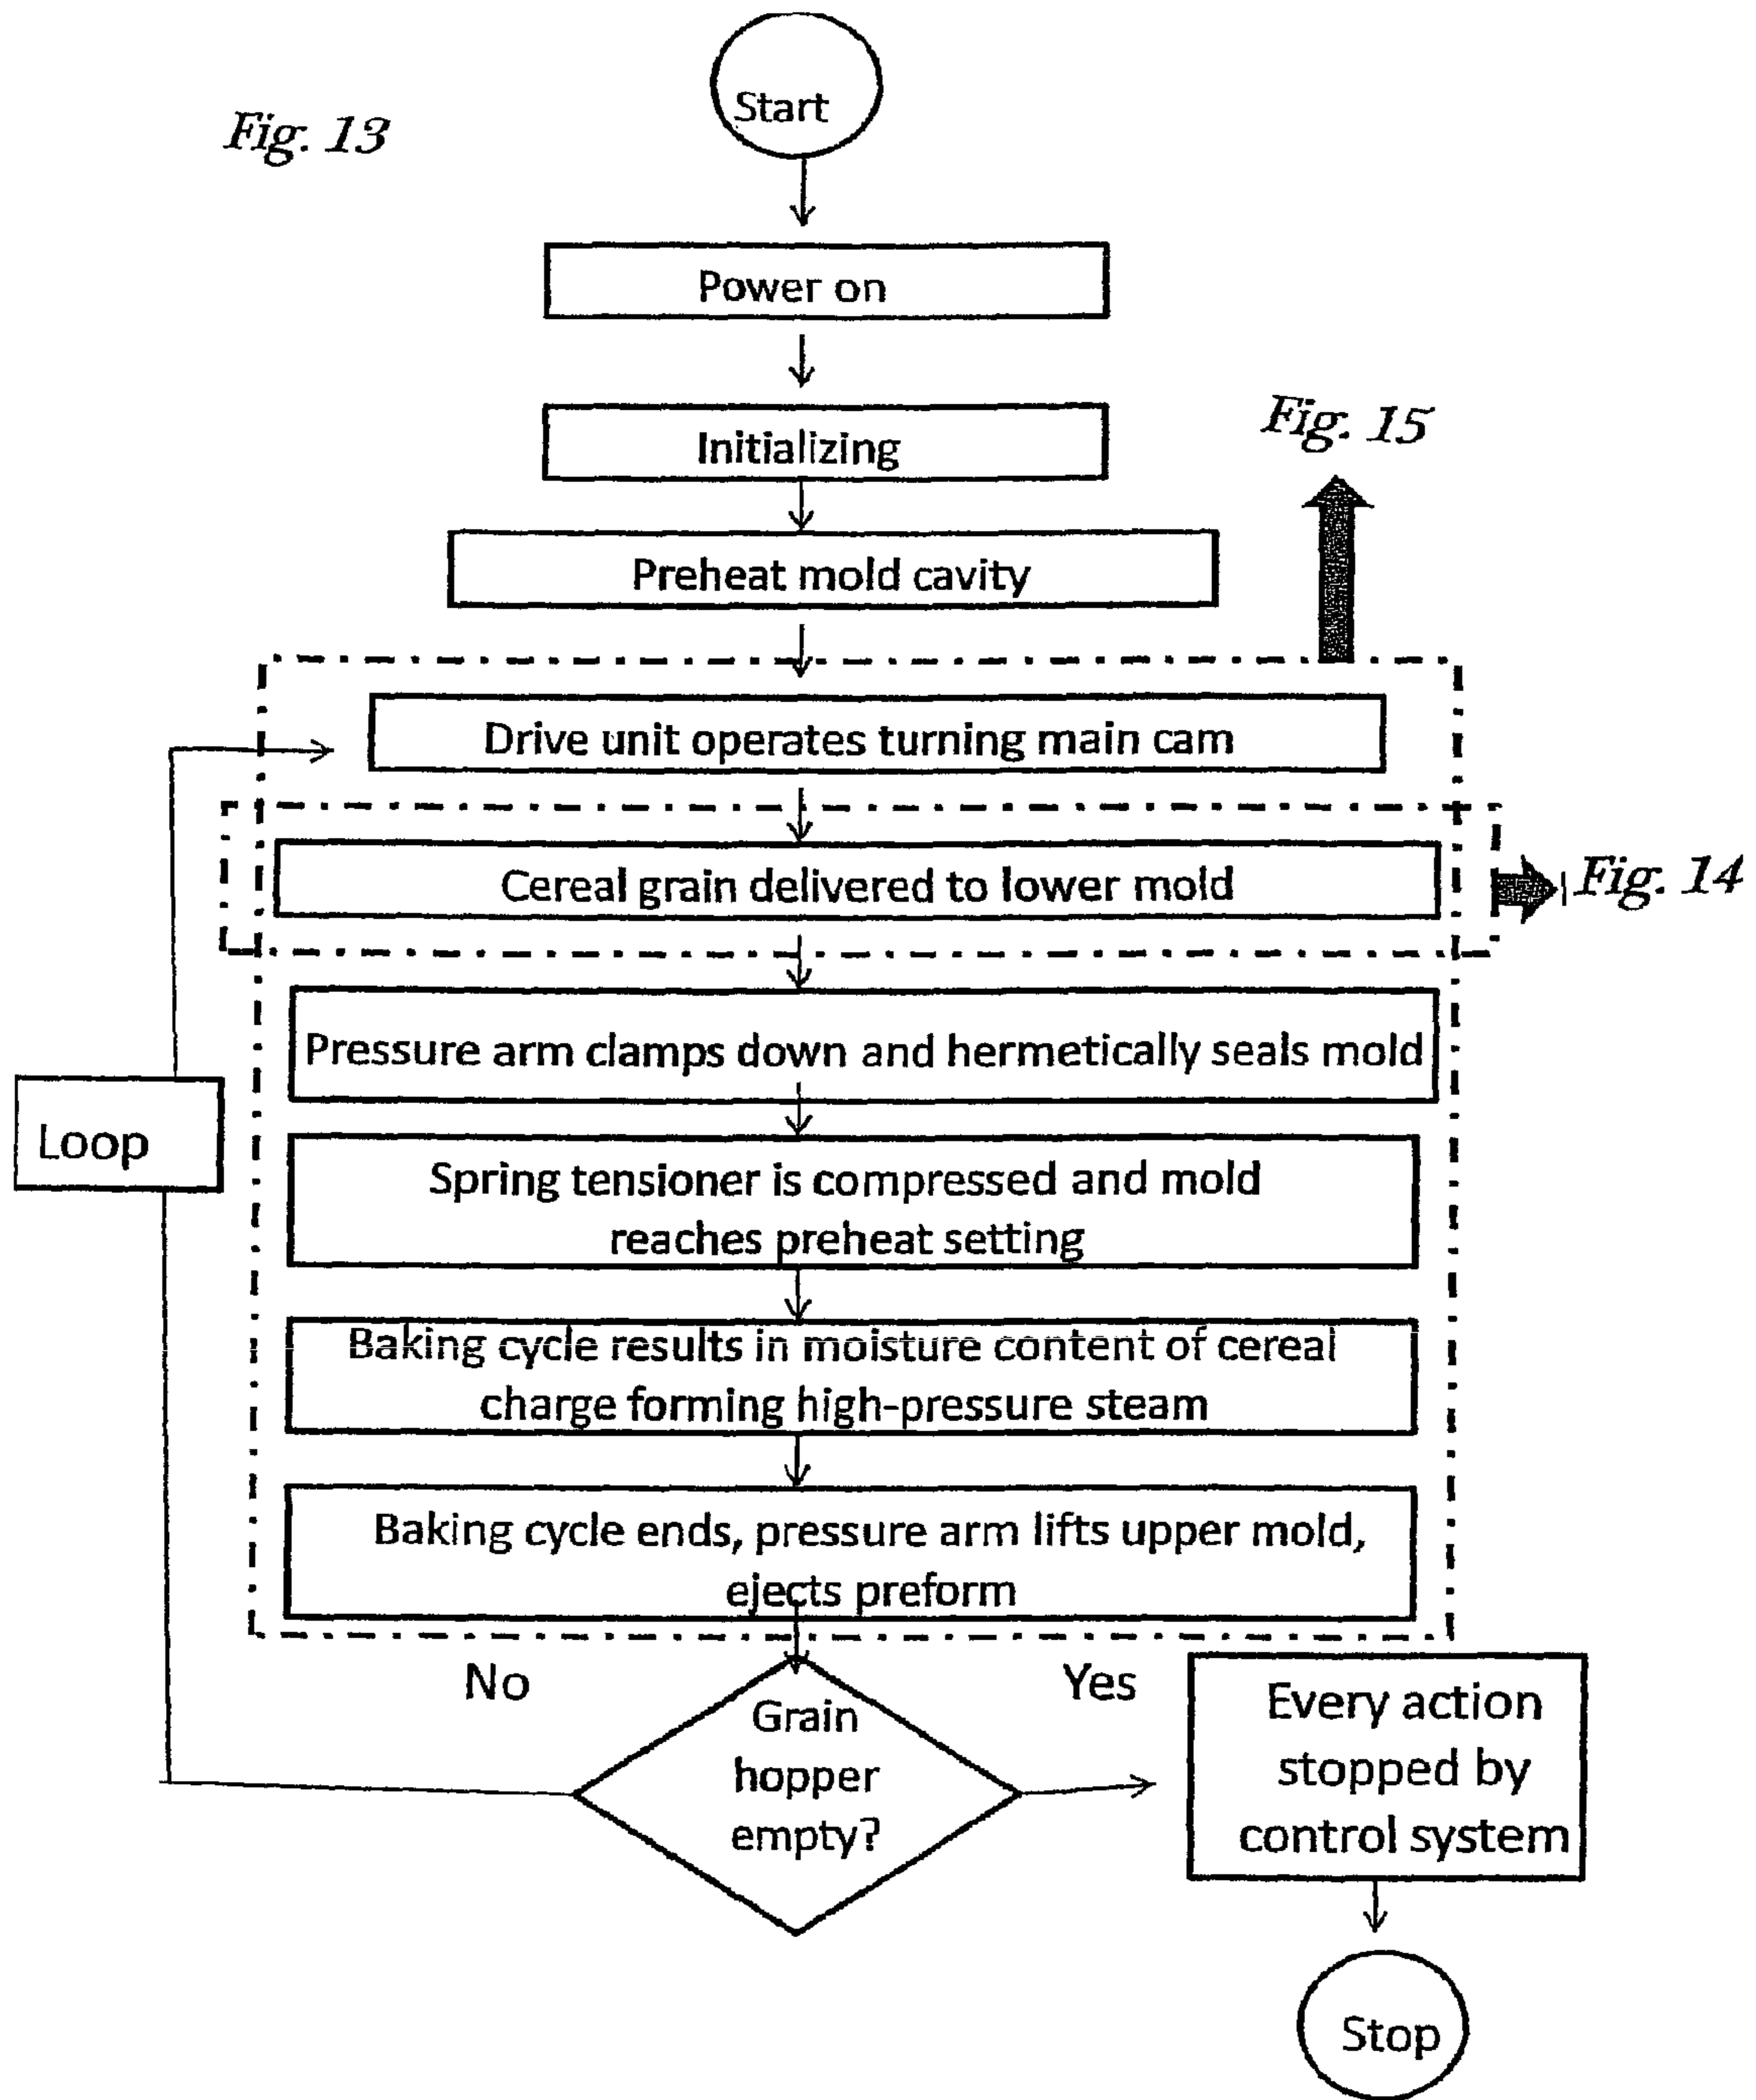 Fig. 13
Start
Power on
Initializing
Fig. 15
Preheat mold cavity
Drive unit operates turning main cam
Cereal grain delivered to lower mold
Fig. 14
Pressure arm clamps down and hermetically seals mold
Loop
Spring tensioner is compressed and mold
reaches preheat setting
Baking cycle results in moisture content of cereal
charge forming high-pressure steam
Baking cycle ends, pressure arm lifts upper mold,
ejects preform
No
Yes
Grain
hopper
empty?
Every action
stopped by
control system
Stop